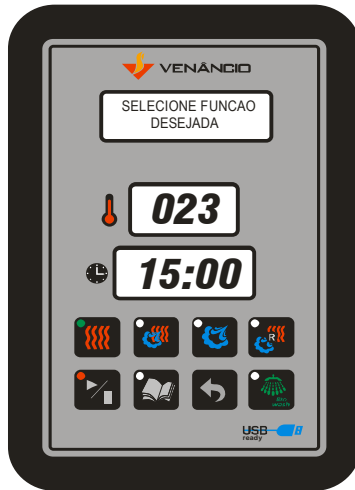 VENÂNCIO
SELECIONE FUNCAO
DESEJADA
023
15:00
R
USB
ready